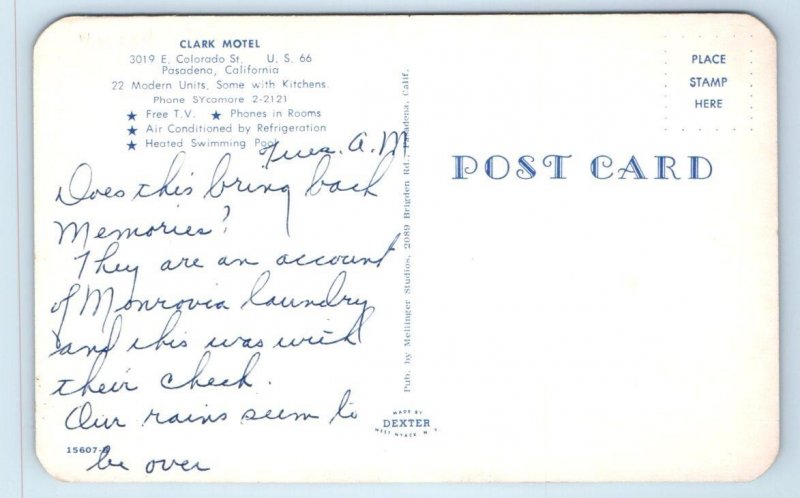 CLARK MOTEL
3019 E. Colorado St. U. S. 66
Pasadena, California
22 Modern Units, Some with Kitchens.
Phone SYcamore 2-2121
★ Free T.V. ★ Phones in Rooms
★ Air Conditioned by Refrigeration
★ Heated Swimming Pool
Tues. A.M.
Does this bring back
Memories?
They are an account
of Monrovia laundry
and this was with
their check.
Our rains seem to
be over
15607-B
Pub. by Mellinger Studios, 2089 Brigden Rd., Pasadena, Calif.
MADE BY
DEXTER
WEST NYACK N. Y.
PLACE
STAMP
HERE
POST CARD